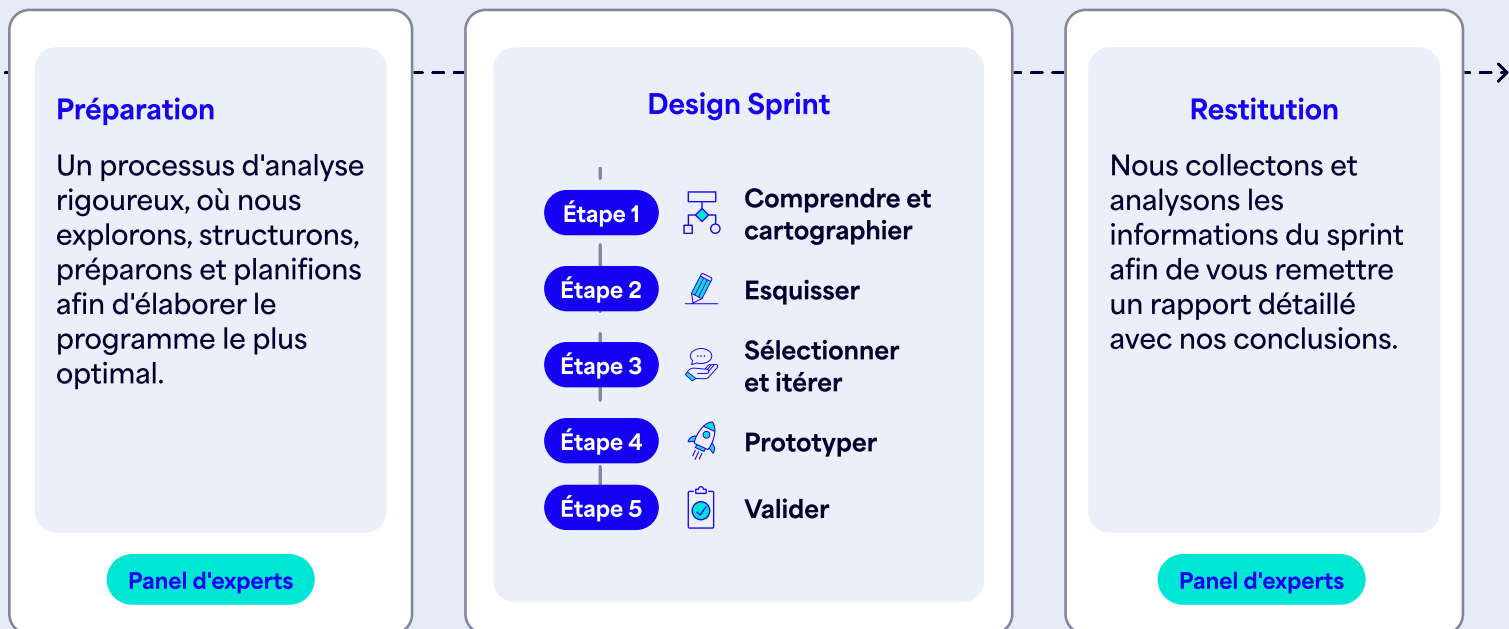 Préparation
Un processus d'analyse
rigoureux, où nous
explorons, structurons,
préparons et planifions
afin d'élaborer le
programme le plus
optimal.
Panel d'experts
Design Sprint
Étape 1
Comprendre et
cartographier
Étape 2
Esquisser
Étape 3
Sélectionner
et itérer
Étape 4
Prototyper
Étape 5
Valider
Restitution
Nous collectons et
analysons les
informations du sprint
afin de vous remettre
un rapport détaillé
avec nos conclusions.
Panel d'experts